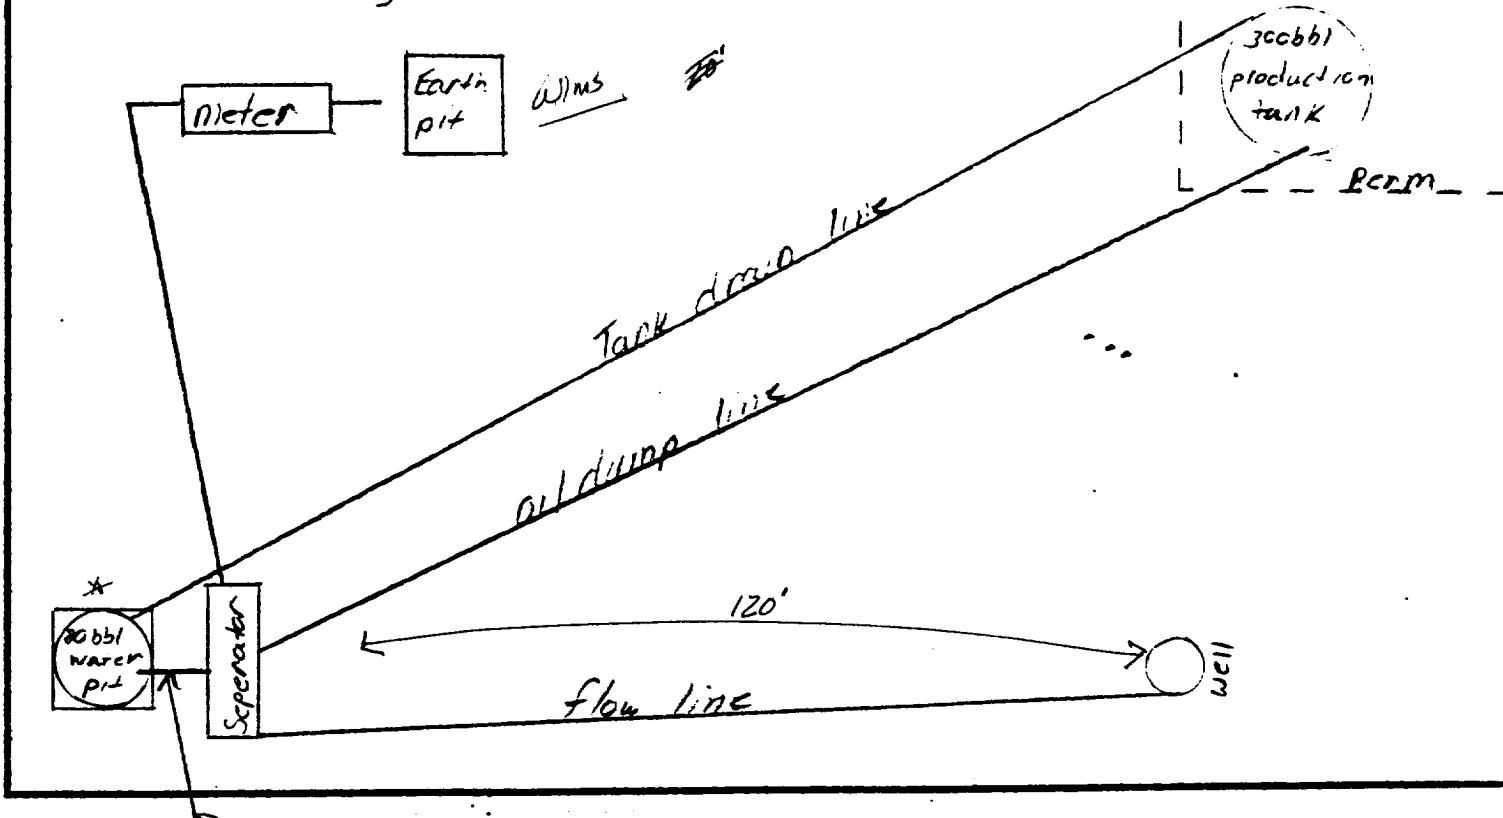 300bbl
production
tank
Earth
pit
Wms
meter
Berm
Tank drain line
oil dump line
120'
80 bbl
water
pit
Seperator
flow line
well